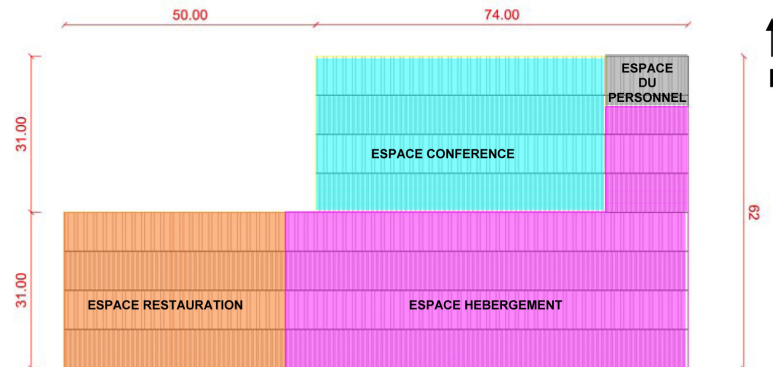 50.00
74.00
ESPACE
DU
PERSONNEL
31.00
ESPACE CONFERENCE
62
31.00
ESPACE RESTAURATION
ESPACE HEBERGEMENT